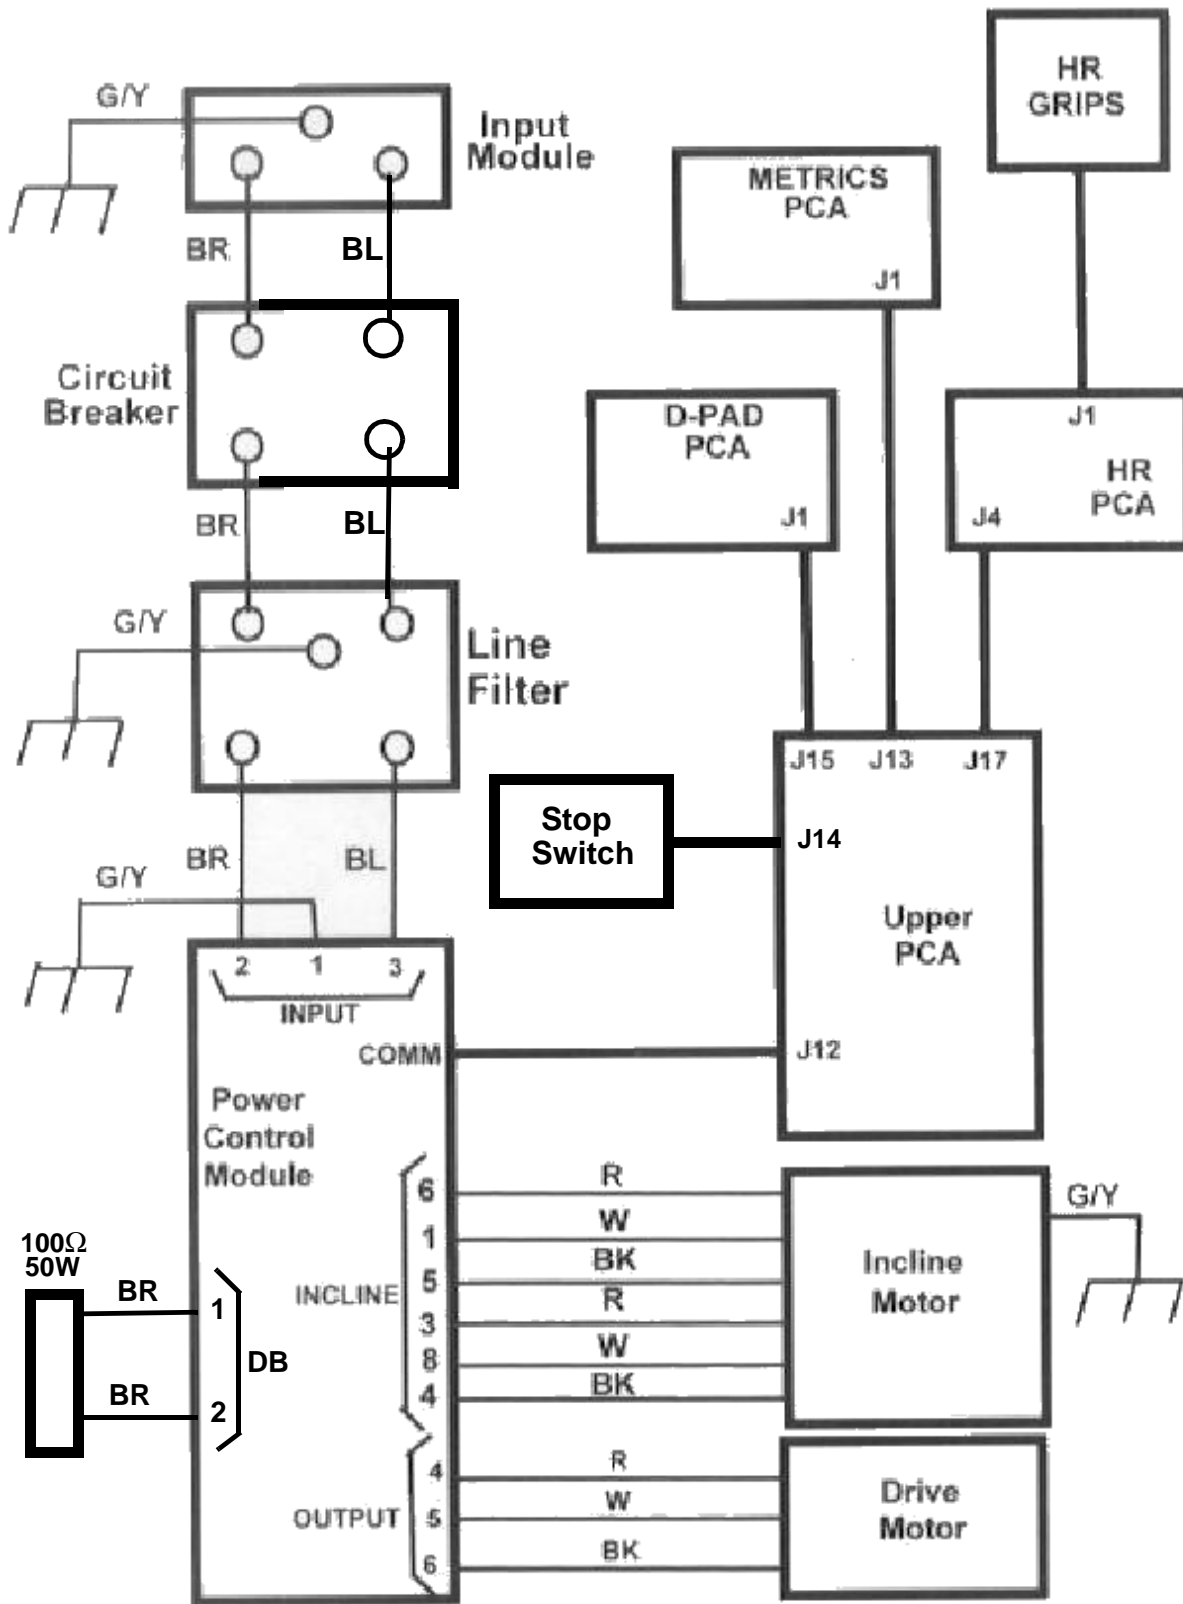 HR
GRIPS
G/Y
Input
Module
METRICS
PCA
J1
BR
BL
Circuit
Breaker
D-PAD
PCA
J1
J1
HR
PCA
J4
BR
BL
G/Y
Line
Filter
J15
J13
J17
Stop
Switch
J14
BR
BL
G/Y
Upper
PCA
2
1
3
INPUT
COMM
J12
Power
Control
Module
6
R
1
W
5
BK
INCLINE
3
R
8
W
4
BK
Incline
Motor
G/Y
100Ω
50W
BR
1
DB
BR
2
4
R
OUTPUT
5
W
6
BK
Drive
Motor